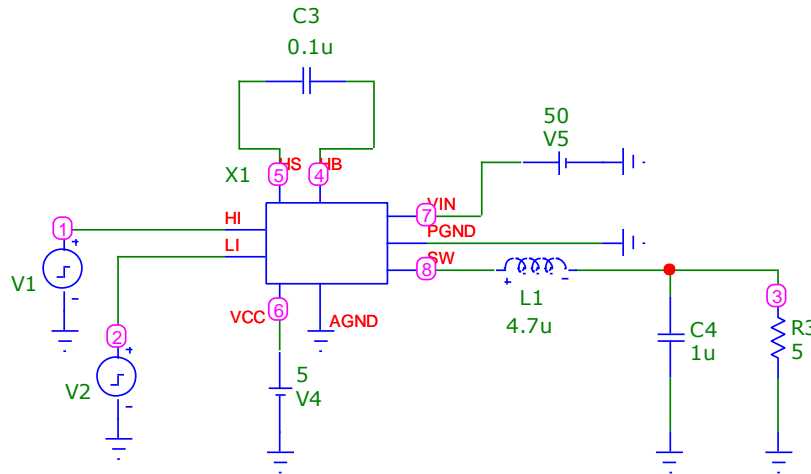 C3
0.1u
50
V5
HS
HB
X1
5
4
VIN
7
HI
1
PGND
LI
SW
8
V1
L1
4.7u
3
VCC
6
AGND
2
C4
1u
R3
5
V2
5
V4